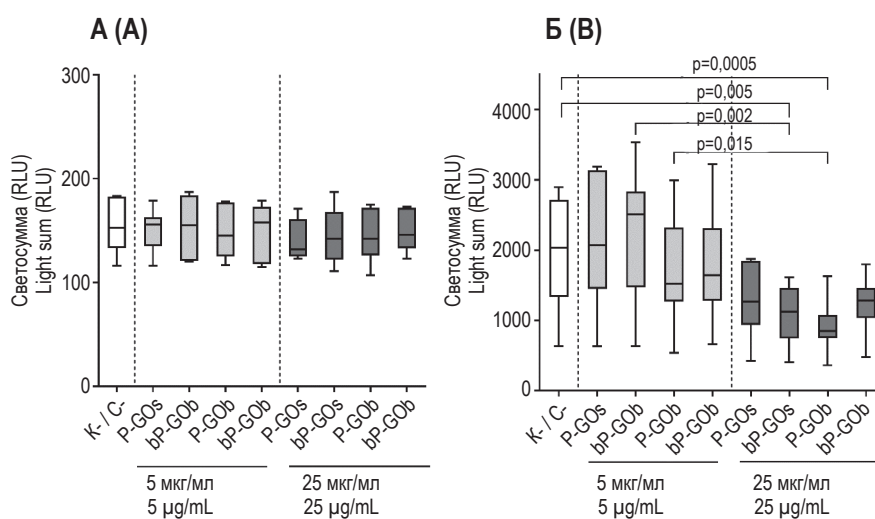 А (A)
Светосумма (RLU)
Light sum (RLU)
300
200
100
0
K- / C-
P-GOs
bP-GOb
P-GOb
bP-GOb
P-GOs
bP-GOs
P-GOb
bP-GOb
5 мкг/мл
5 µg/mL
25 мкг/мл
25 µg/mL
Б (B)
Светосумма (RLU)
Light sum (RLU)
4000
3000
2000
1000
0
p=0,0005
p=0,005
p=0,002
p=0,015
K- / C-
P-GOs
bP-GOb
P-GOb
bP-GOb
P-GOs
bP-GOs
P-GOb
bP-GOb
5 мкг/мл
5 µg/mL
25 мкг/мл
25 µg/mL